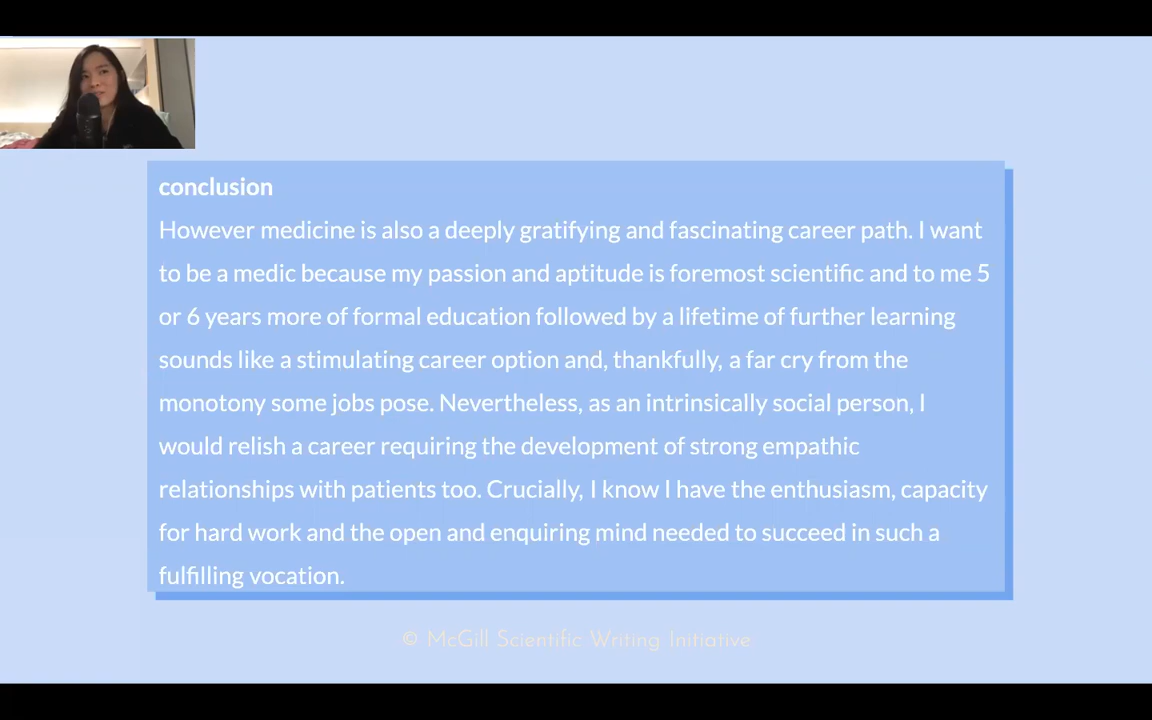 conclusion
However medicine is also a deeply gratifying and fascinating career path. I want
to be a medic because my passion and aptitude is foremost scientific and to me 5
or 6 years more of formal education followed by a lifetime of further learning
sounds like a stimulating career option and, thankfully, a far cry from the
monotony some jobs pose. Nevertheless, as an intrinsically social person, I
would relish a career requiring the development of strong empathic
relationships with patients too. Crucially, I know I have the enthusiasm, capacity
for hard work and the open and enquiring mind needed to succeed in such a
fulfilling vocation.
© McGill Scientific Writing Initiative